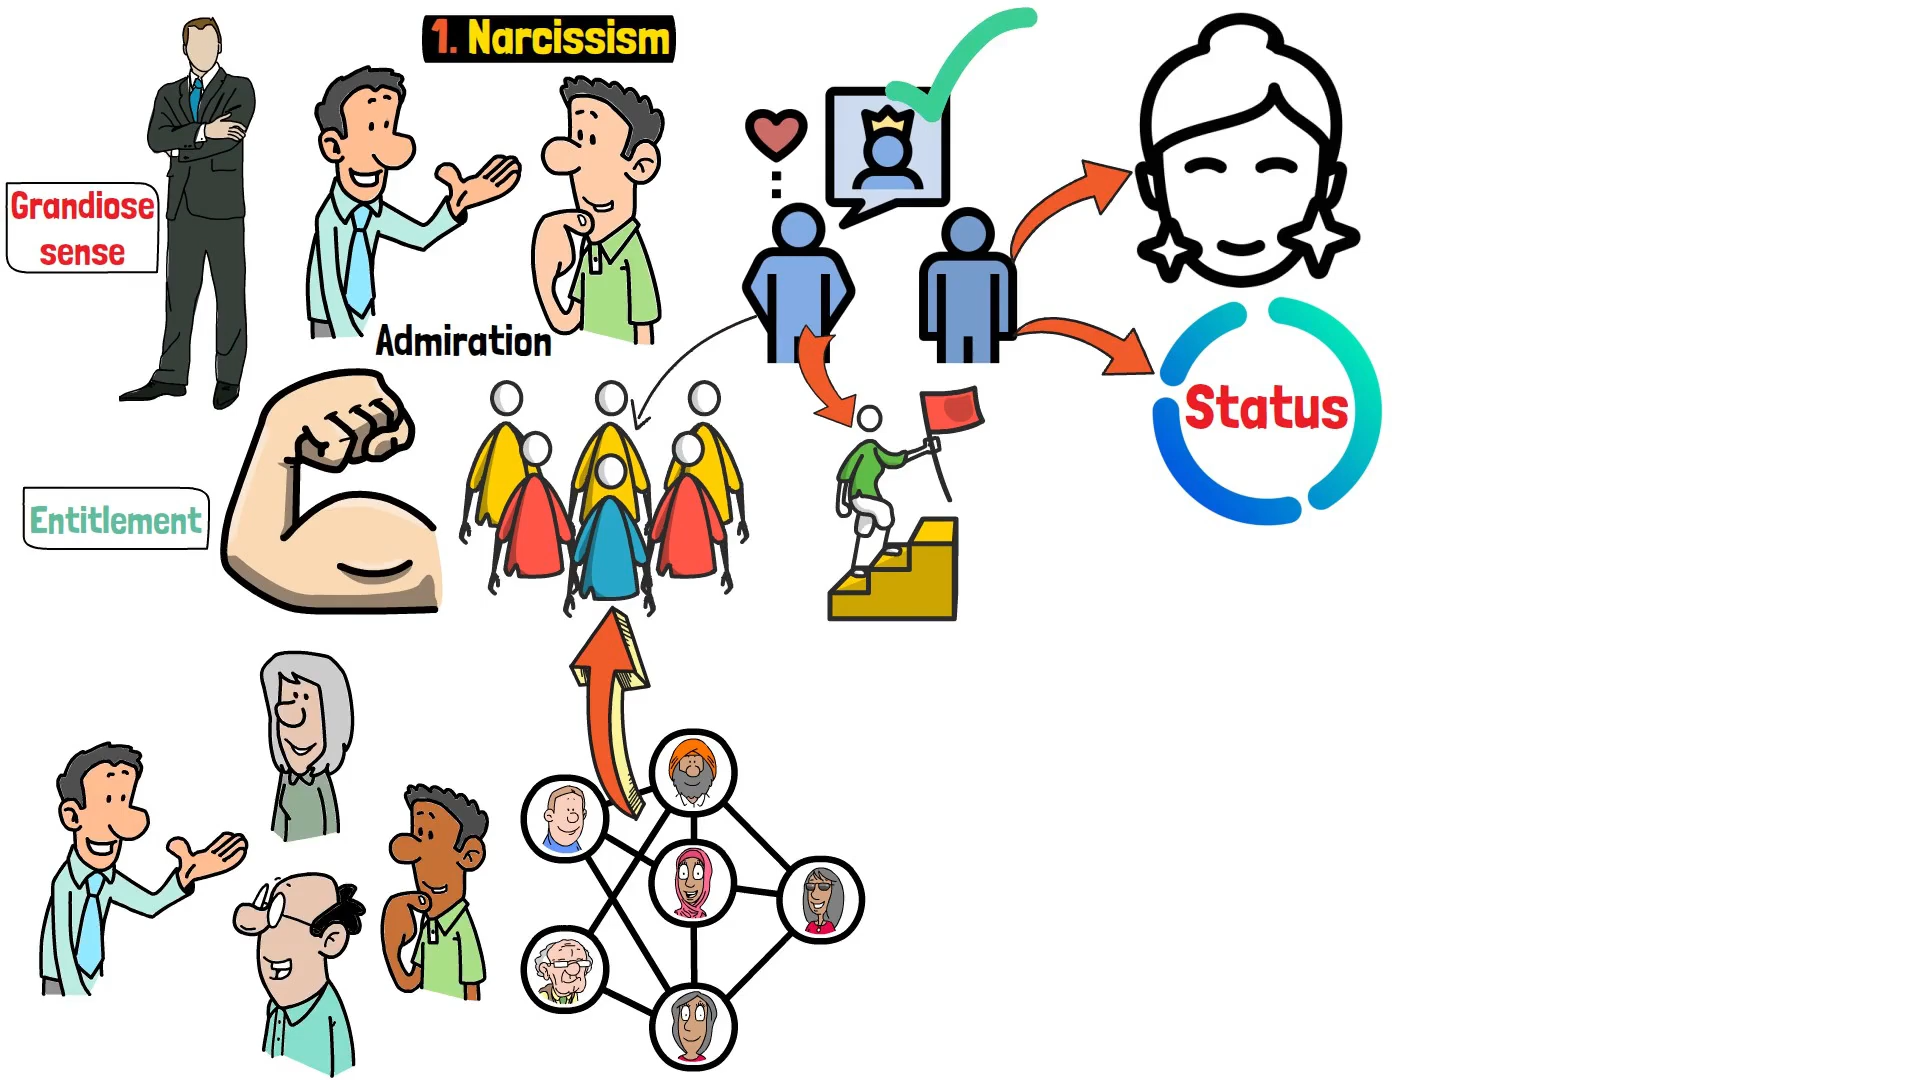 1. Narcissism
Grandiose
sense
Admiration
Status
Entitlement